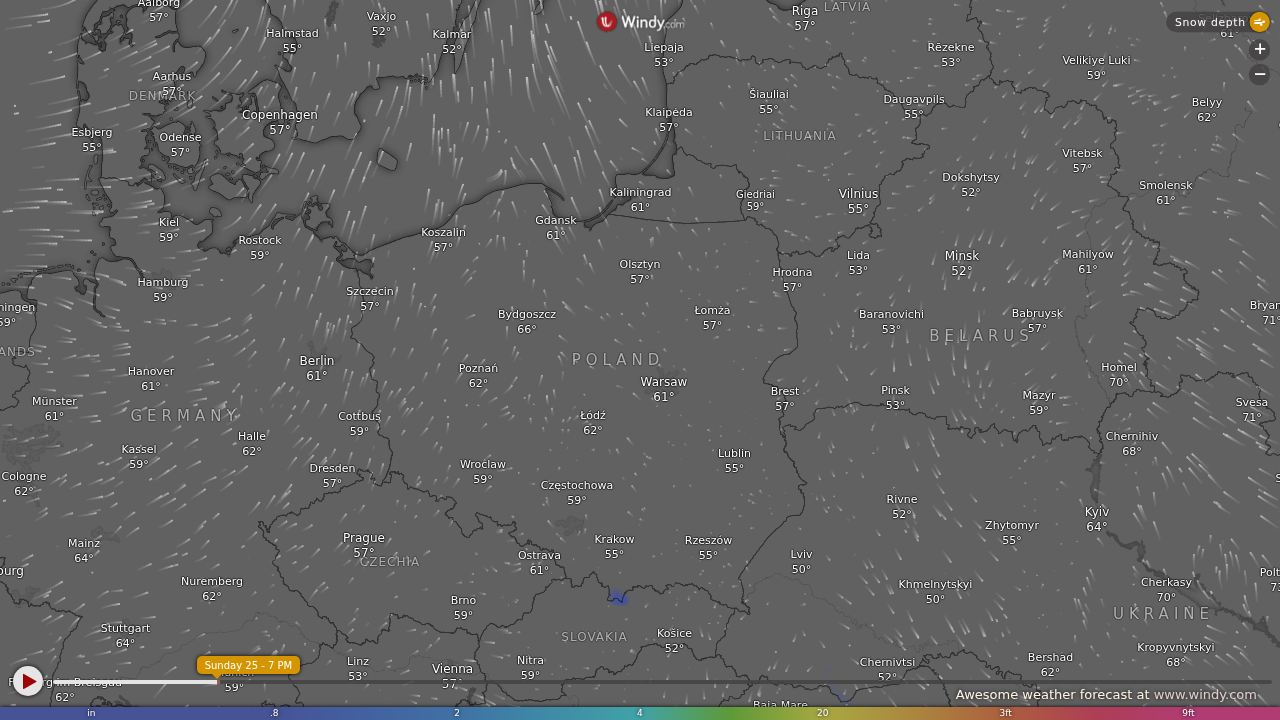 Aalborg
57°
Halmstad
55°
Vaxjo
52°
Kalmar
52°
Windy.com
Riga
57°
LATVIA
Snow depth
61°
Liepaja
53°
Rēzekne
53°
Velikiye Luki
59°
+
−
Aarhus
57°
DENMARK
Copenhagen
57°
Esbjerg
55°
Odense
57°
Klaipėda
57°
Šiauliai
55°
Daugavpils
55°
LITHUANIA
Belyy
62°
Vitebsk
57°
Smolensk
61°
Dokshytsy
52°
Kaliningrad
61°
Giedriai
59°
Vilnius
55°
Kiel
59°
Rostock
59°
Koszalin
57°
Gdansk
61°
Olsztyn
57°
Hrodna
57°
Lida
53°
Minsk
52°
Mahilyow
61°
Hamburg
59°
Szczecin
57°
Bydgoszcz
66°
Łomża
57°
Baranovichi
53°
Babruysk
57°
BELARUS
Berlin
61°
POLAND
Poznań
62°
Warsaw
61°
Brest
57°
Pinsk
53°
Homel
70°
Mazyr
59°
Svesa
71°
Hanover
61°
Münster
61°
GERMANY
Cottbus
59°
Łódź
62°
Chernihiv
68°
Kassel
59°
Halle
62°
Dresden
57°
Wroclaw
59°
Lublin
55°
Cologne
62°
Częstochowa
59°
Rivne
52°
Kyiv
64°
Zhytomyr
55°
Mainz
64°
Prague
57°
CZECHIA
Ostrava
61°
Krakow
55°
Rzeszów
55°
Lviv
50°
Nuremberg
62°
Brno
59°
Khmelnytskyi
50°
Cherkasy
70°
UKRAINE
Stuttgart
64°
SLOVAKIA
Košice
52°
Kropyvnytskyi
68°
Sunday 25 - 7 PM
59°
Linz
53°
Vienna
57°
Nitra
59°
Chernivtsi
52°
Bershad
62°
62°
Baia Mare
Awesome weather forecast at www.windy.com
in
.8
2
4
20
3ft
9ft